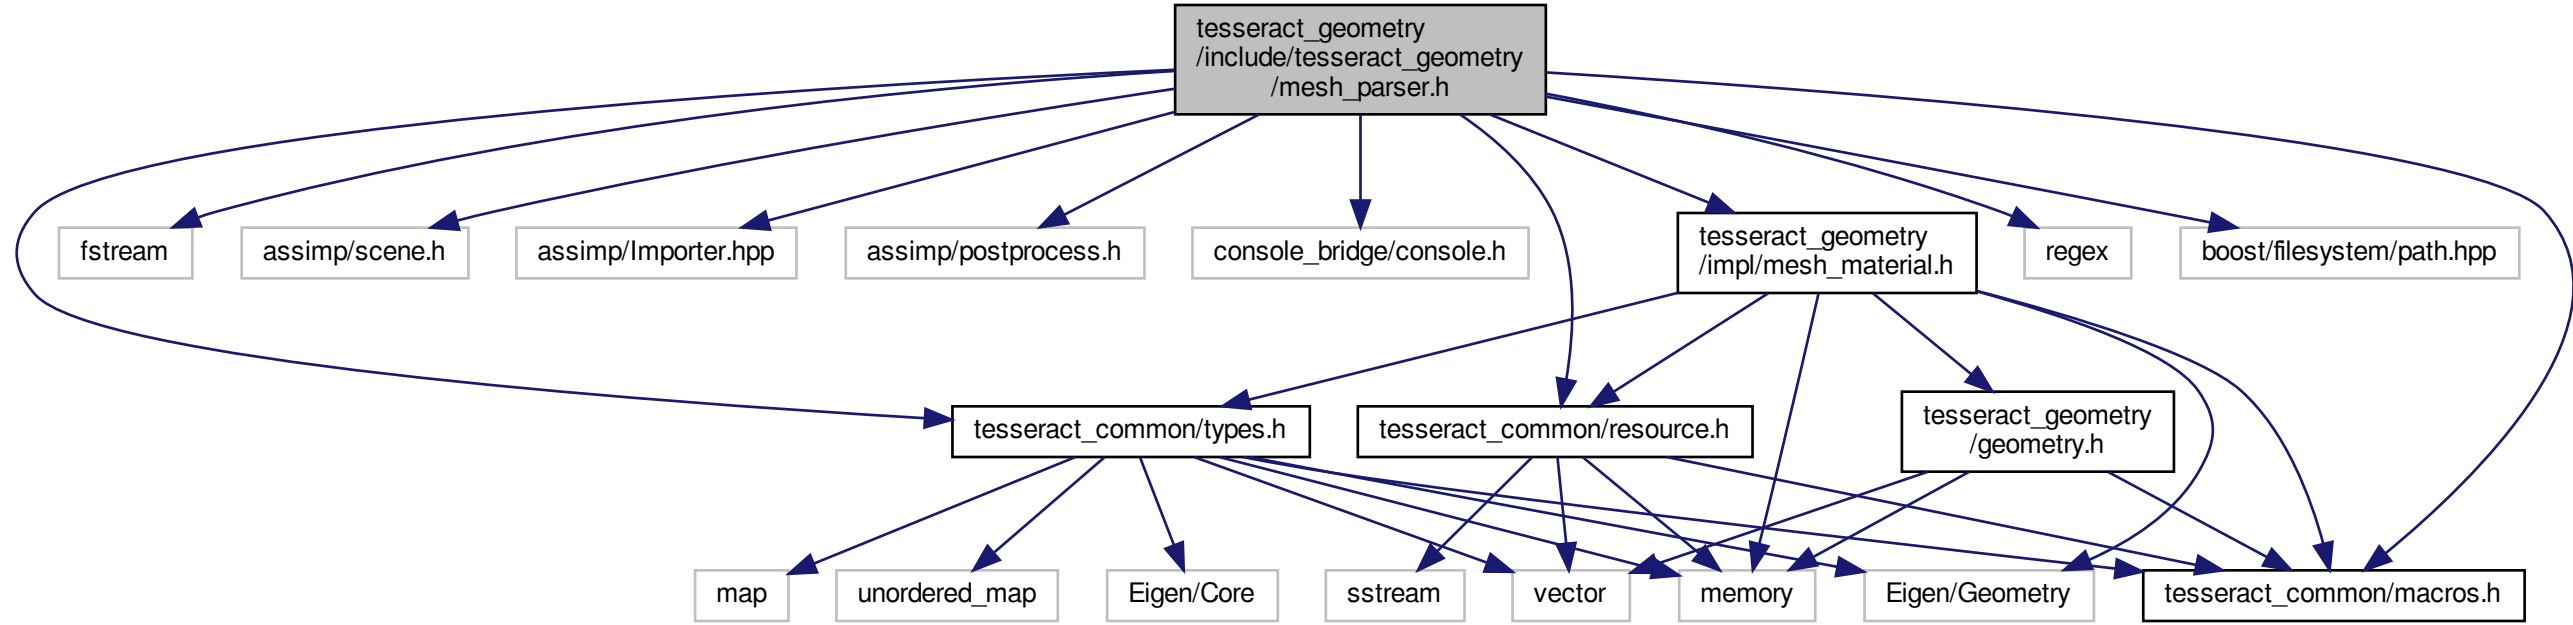 tesseract_geometry
/include/tesseract_geometry
/mesh_parser.h
fstream
assimp/scene.h
assimp/Importer.hpp
assimp/postprocess.h
console_bridge/console.h
tesseract_geometry
/impl/mesh_material.h
regex
boost/filesystem/path.hpp
tesseract_common/types.h
tesseract_common/resource.h
tesseract_geometry
/geometry.h
map
unordered_map
Eigen/Core
sstream
vector
memory
Eigen/Geometry
tesseract_common/macros.h